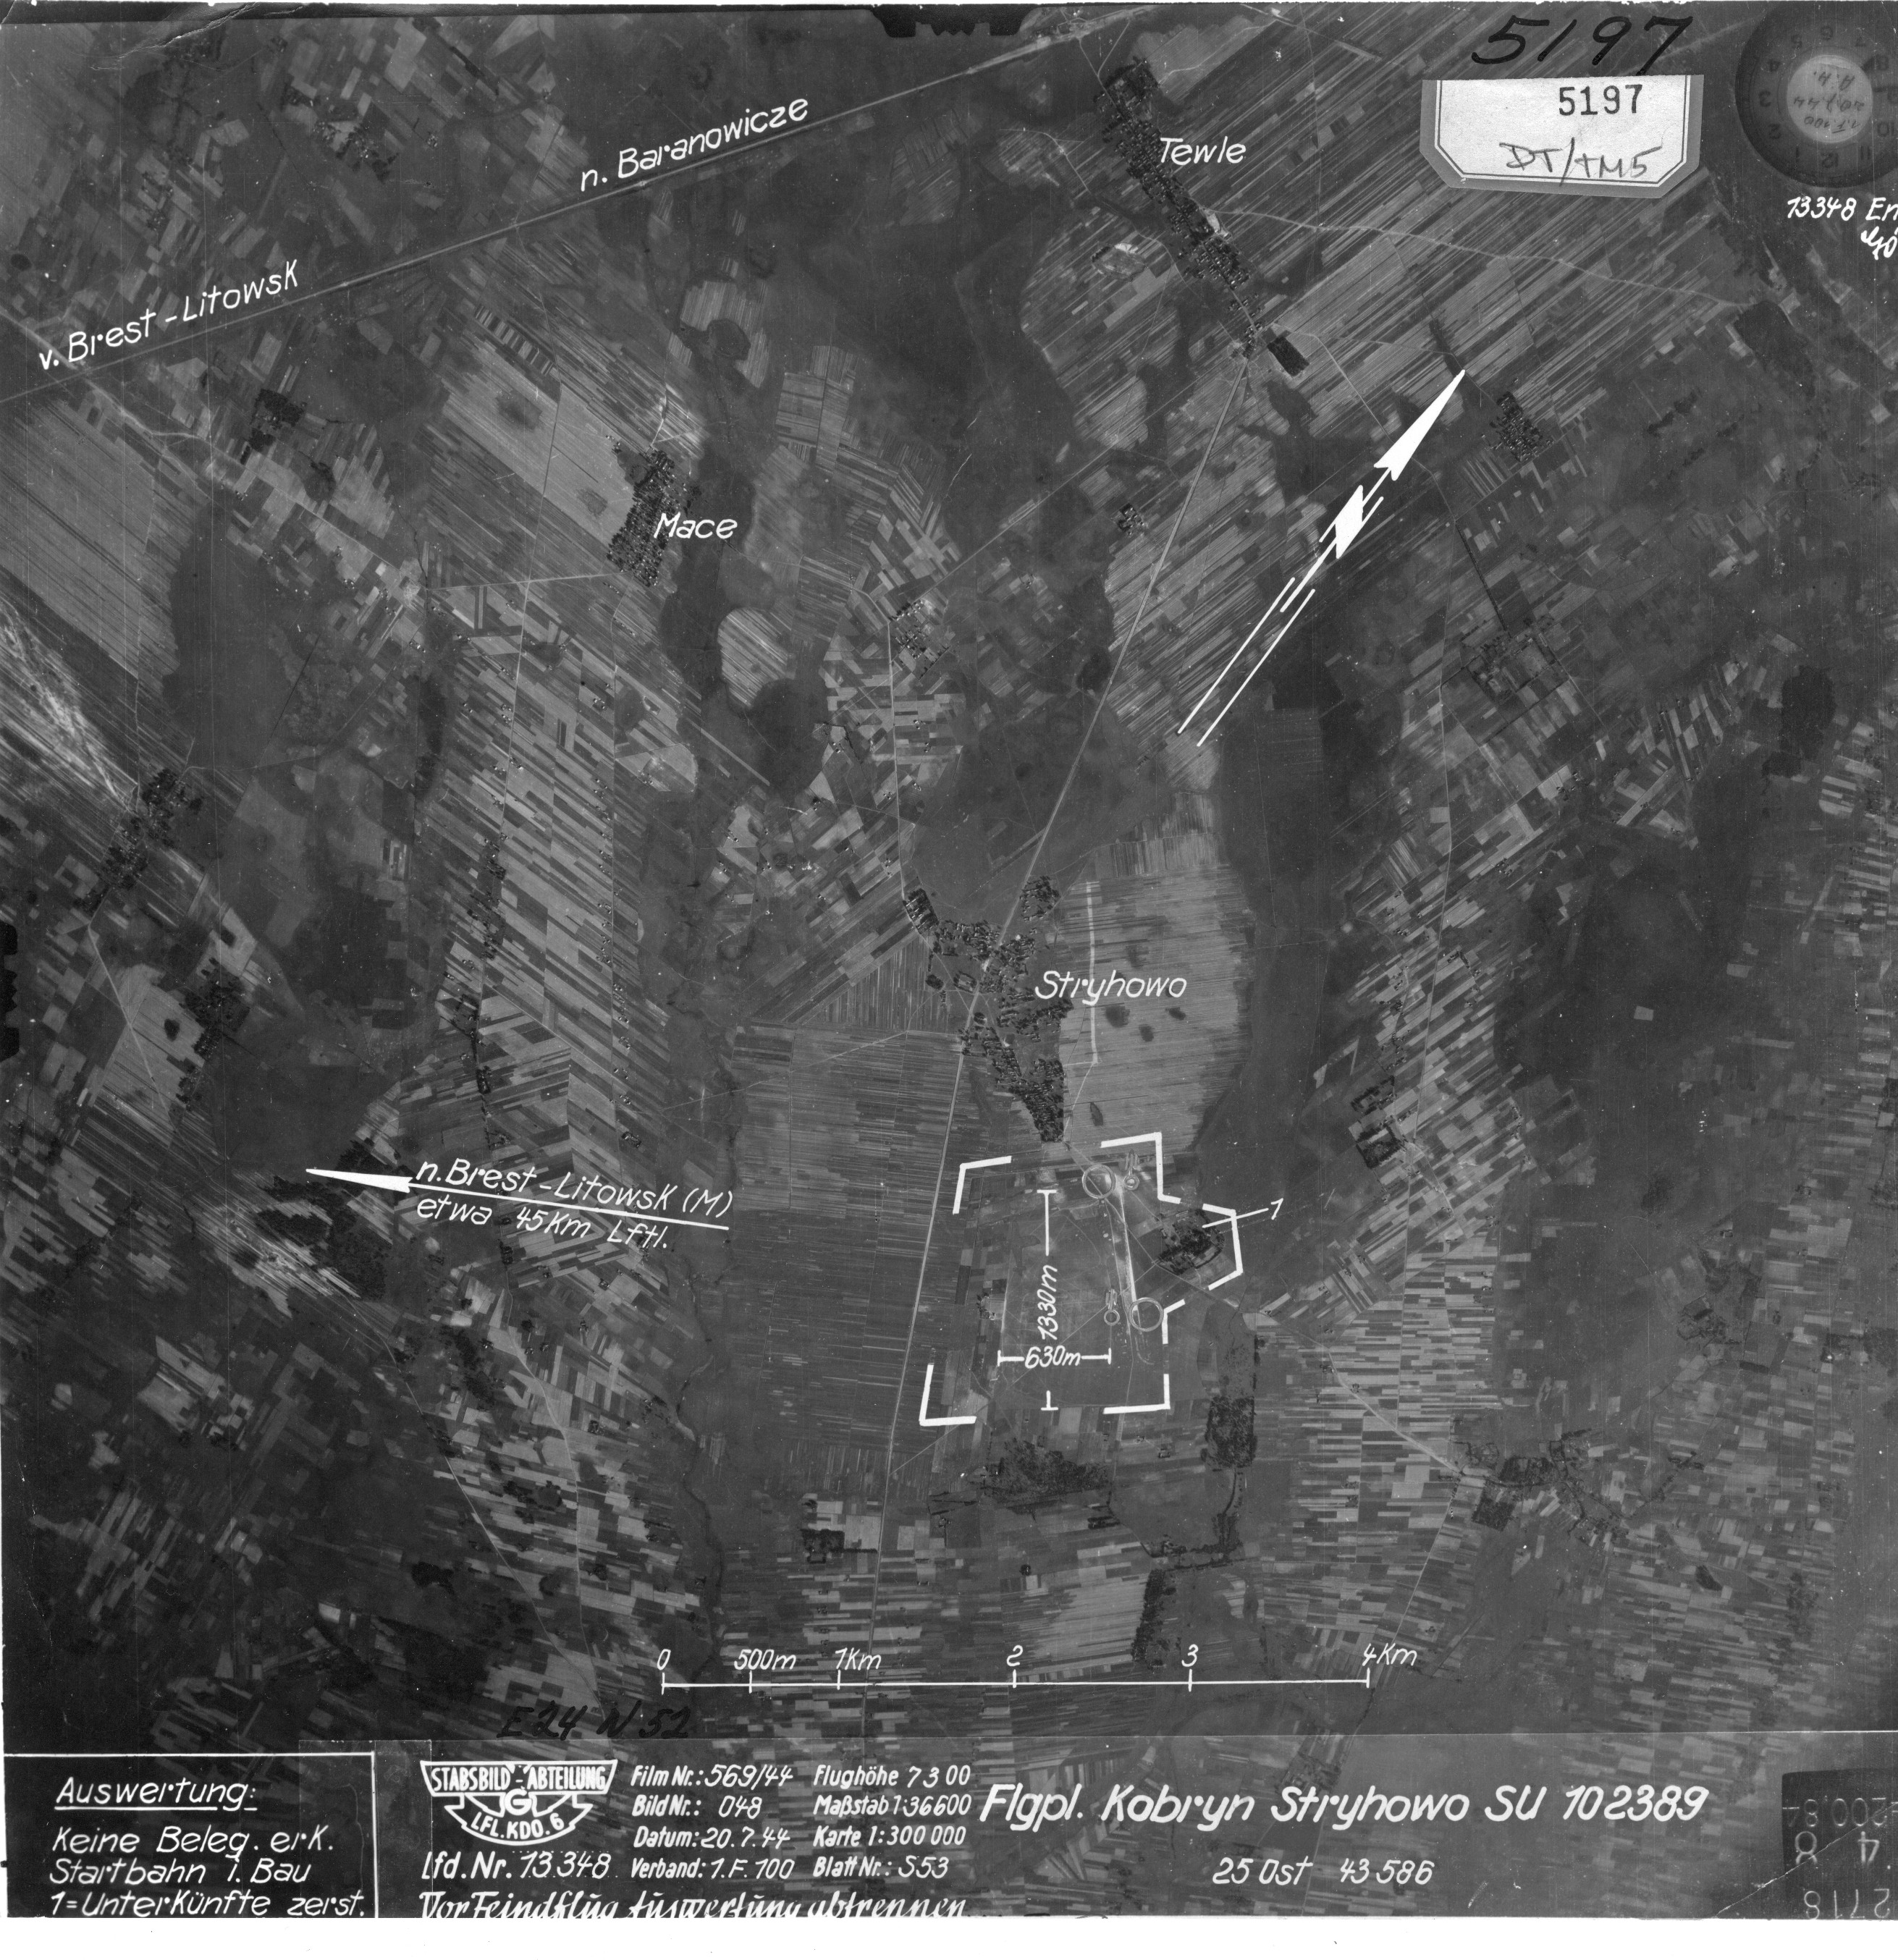 5197
5197
DT/TM5
13348 En
n. Baranowicze
Tewle
v. Brest-Litowsk
Mace
Stryhowo
n. Brest-Litowsk (M)
etwa 45Km Lftl.
1
1330m
630m
0 500m 1Km 2 3 4Km
E24 N 52
Auswertung:
Keine Beleg. erk.
Startbahn i. Bau
1=Unterkünfte zerst.
STABSBILD-ABTEILUNG
G
LFL.KDO.6
Lfd.Nr. 13348
Film Nr.: 569/44 Flughöhe 7300
Bild Nr.: 048 Maßstab 1:36600
Datum: 20.7.44 Karte 1:300 000
Verband: 1.F.100 Blatt Nr.: S53
Vor Feindflug Auswertung abtrennen
Flgpl. Kobryn Stryhowo SU 102389
25 Ost 43 586
2718